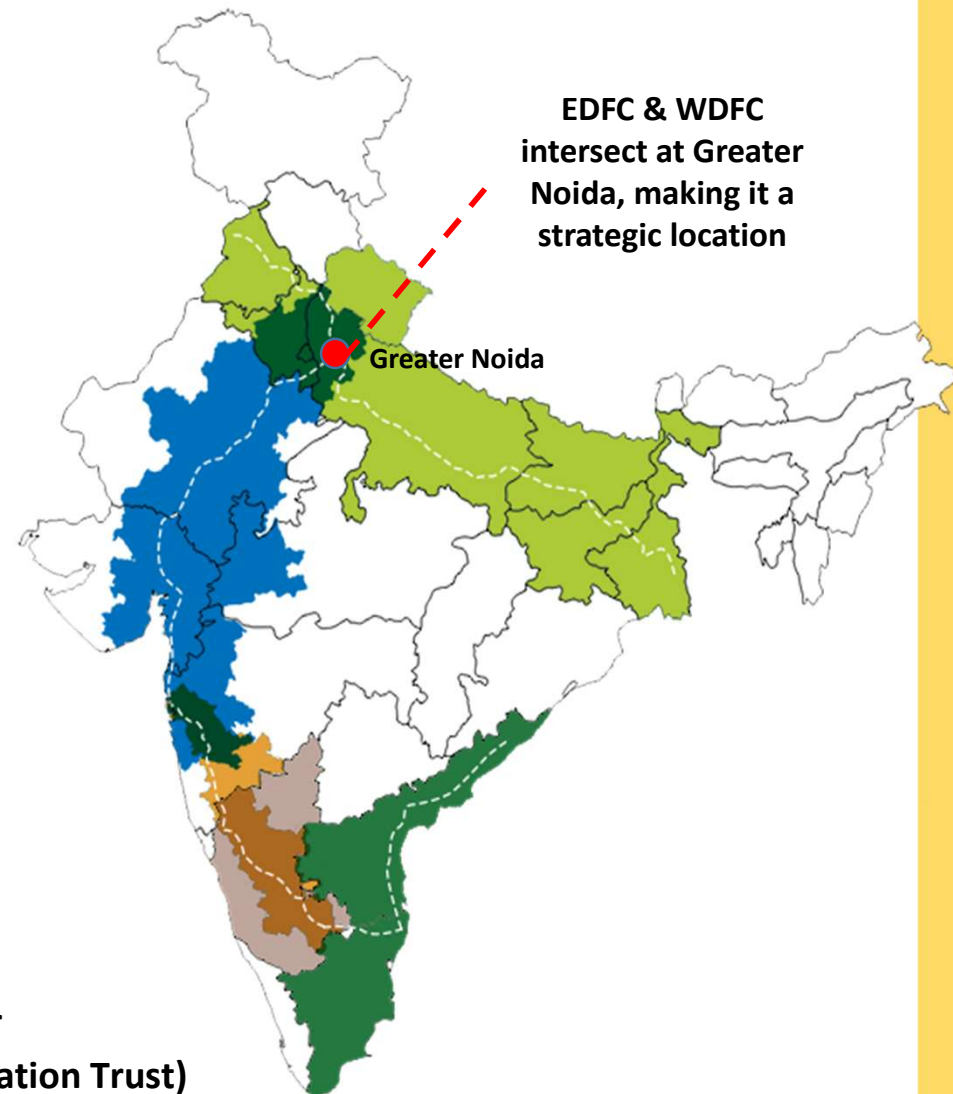 EDFC & WDFC
intersect at Greater
Noida, making it a
strategic location
Greater Noida
ation Trust)